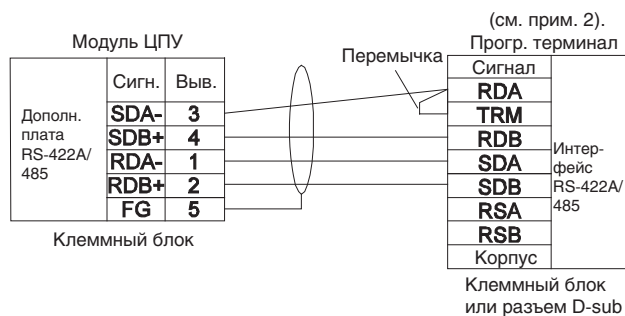 (см. прим. 2).
Модуль ЦПУ
Перемычка
Прогр. терминал
Дополн.
плата
RS-422A/
485
Сигн. Выв.
SDA- 3
SDB+ 4
RDA- 1
RDB+ 2
FG 5
Клеммный блок
Сигнал
RDA
TRM
RDB
SDA
SDB
RSA
RSB
Корпус
Интер-
фейс
RS-422A/
485
Клеммный блок
или разъем D-sub